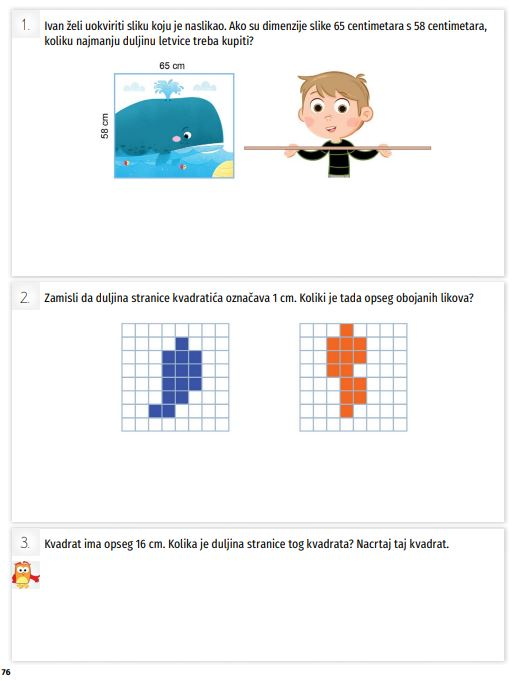 1.
Ivan želi uokviriti sliku koju je naslikao. Ako su dimenzije slike 65 centimetara s 58 centimetara,
koliku najmanju duljinu letvice treba kupiti?
65 cm
58 cm
2.
Zamisli da duljina stranice kvadratića označava 1 cm. Koliki je tada opseg obojanih likova?
3.
Kvadrat ima opseg 16 cm. Kolika je duljina stranice tog kvadrata? Nacrtaj taj kvadrat.
76